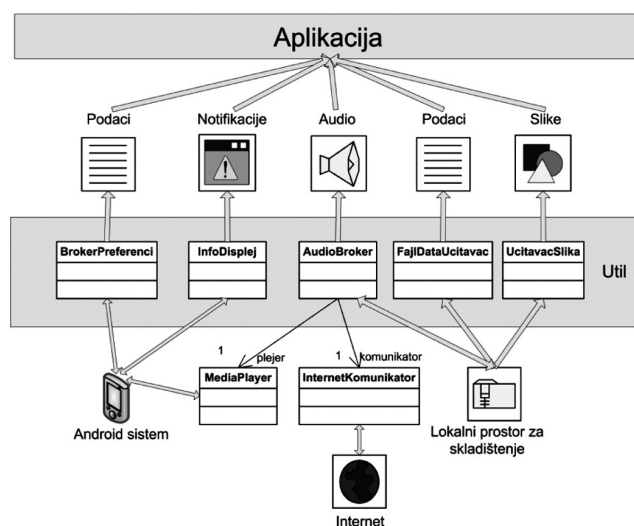 Aplikacija
Podaci
Notifikacije
Audio
Podaci
Slike
BrokerPreferenci
InfoDisplej
AudioBroker
FajlDataUcitavac
UcitavacSlika
Util
1
plejer
1
komunikator
MediaPlayer
InternetKomunikator
Android sistem
Lokalni prostor za
skladištenje
Internet